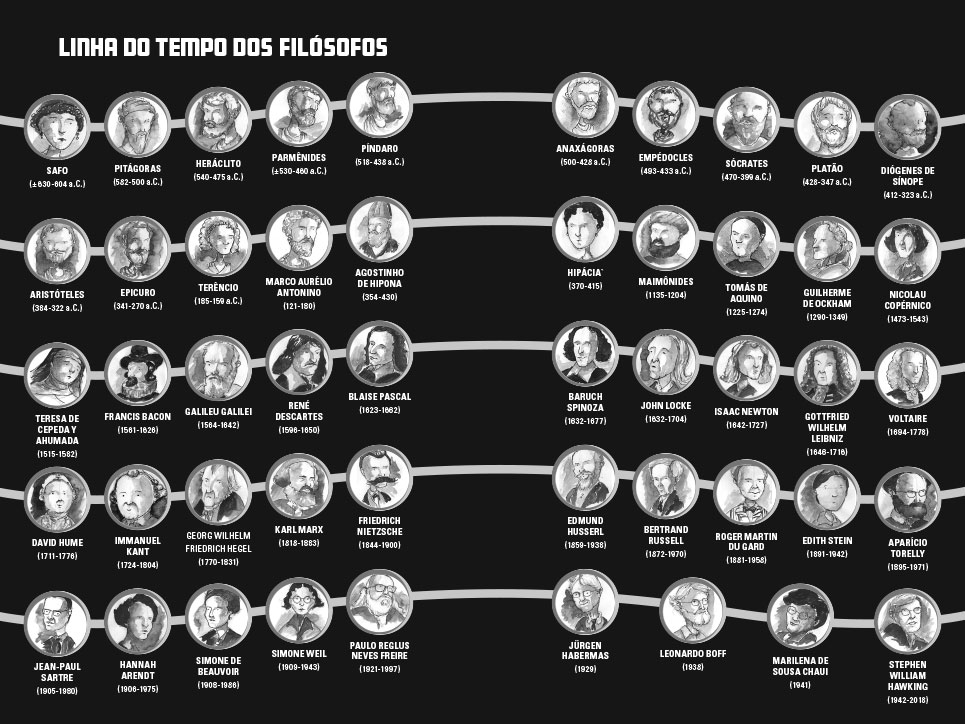 LINHA DO TEMPO DOS FILÓSOFOS
SAFO
(±630-604 a.C.)
PITÁGORAS
(582-500 a.C.)
HERÁCLITO
(540-475 a.C.)
PARMÊNIDES
(±530-460 a.C.)
PÍNDARO
(518-438 a.C.)
ANAXÁGORAS
(500-428 a.C.)
EMPÉDOCLES
(493-433 a.C.)
SÓCRATES
(470-399 a.C.)
PLATÃO
(428-347 a.C.)
DIÓGENES DE
SÍNOPE
(412-323 a.C.)
ARISTÓTELES
(384-322 a.C.)
EPICURO
(341-270 a.C.)
TERÊNCIO
(185-159 a.C.)
MARCO AURÉLIO
ANTONINO
(121-180)
AGOSTINHO
DE HIPONA
(354-430)
HIPÁCIA*
(370-415)
MAIMÔNIDES
(1135-1204)
TOMÁS DE
AQUINO
(1225-1274)
GUILHERME
DE OCKHAM
(1290-1349)
NICOLAU
COPÉRNICO
(1473-1543)
TERESA DE
CEPEDA Y
AHUMADA
(1515-1582)
FRANCIS BACON
(1561-1626)
GALILEU GALILEI
(1564-1642)
RENÉ
DESCARTES
(1596-1650)
BLAISE PASCAL
(1623-1662)
BARUCH
SPINOZA
(1632-1677)
JOHN LOCKE
(1632-1704)
ISAAC NEWTON
(1642-1727)
GOTTFRIED
WILHELM
LEIBNIZ
(1646-1716)
VOLTAIRE
(1694-1778)
DAVID HUME
(1711-1776)
IMMANUEL
KANT
(1724-1804)
GEORG WILHELM
FRIEDRICH HEGEL
(1770-1831)
KARL MARX
(1818-1883)
FRIEDRICH
NIETZSCHE
(1844-1900)
EDMUND
HUSSERL
(1859-1938)
BERTRAND
RUSSELL
(1872-1970)
ROGER MARTIN
DU GARD
(1881-1958)
EDITH STEIN
(1891-1942)
APARÍCIO
TORELLY
(1895-1971)
JEAN-PAUL
SARTRE
(1905-1980)
HANNAH
ARENDT
(1906-1975)
SIMONE DE
BEAUVOIR
(1908-1986)
SIMONE WEIL
(1909-1943)
PAULO REGLUS
NEVES FREIRE
(1921-1997)
JÜRGEN
HABERMAS
(1929)
LEONARDO BOFF
(1938)
MARILENA DE
SOUSA CHAUI
(1941)
STEPHEN
WILLIAM
HAWKING
(1942-2018)